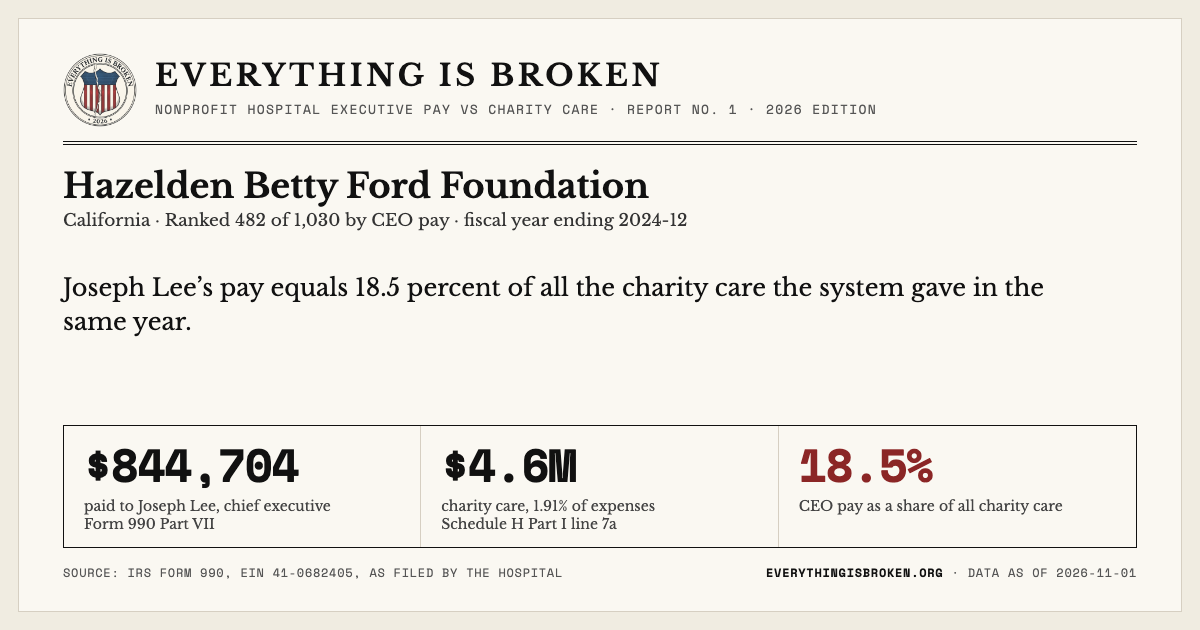 EVERYTHING IS BROKEN
2026
EVERYTHING IS BROKEN
NONPROFIT HOSPITAL EXECUTIVE PAY VS CHARITY CARE · REPORT NO. 1 · 2026 EDITION
Hazelden Betty Ford Foundation
California · Ranked 482 of 1,030 by CEO pay · fiscal year ending 2024-12
Joseph Lee’s pay equals 18.5 percent of all the charity care the system gave in the
same year.
$844,704
paid to Joseph Lee, chief executive
Form 990 Part VII
$4.6M
charity care, 1.91% of expenses
Schedule H Part I line 7a
18.5%
CEO pay as a share of all charity care
SOURCE: IRS FORM 990, EIN 41-0682405, AS FILED BY THE HOSPITAL
EVERYTHINGISBROKEN.ORG · DATA AS OF 2026-11-01